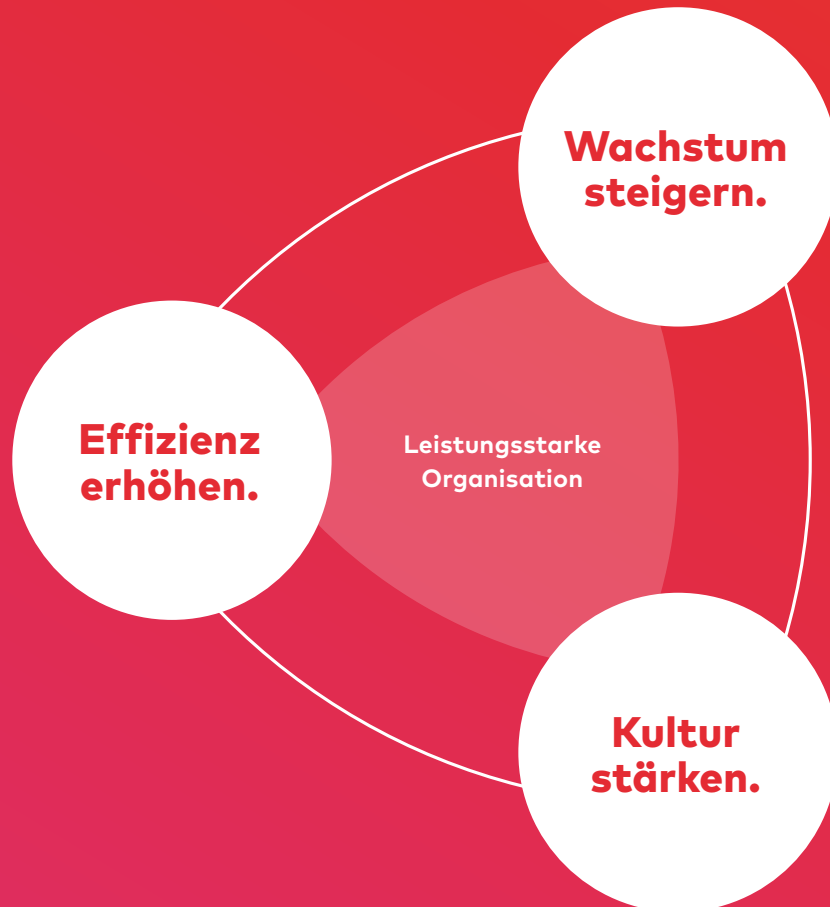 Wachstum
steigern.
Effizienz
erhöhen.
Leistungsstarke
Organisation
Kultur
stärken.